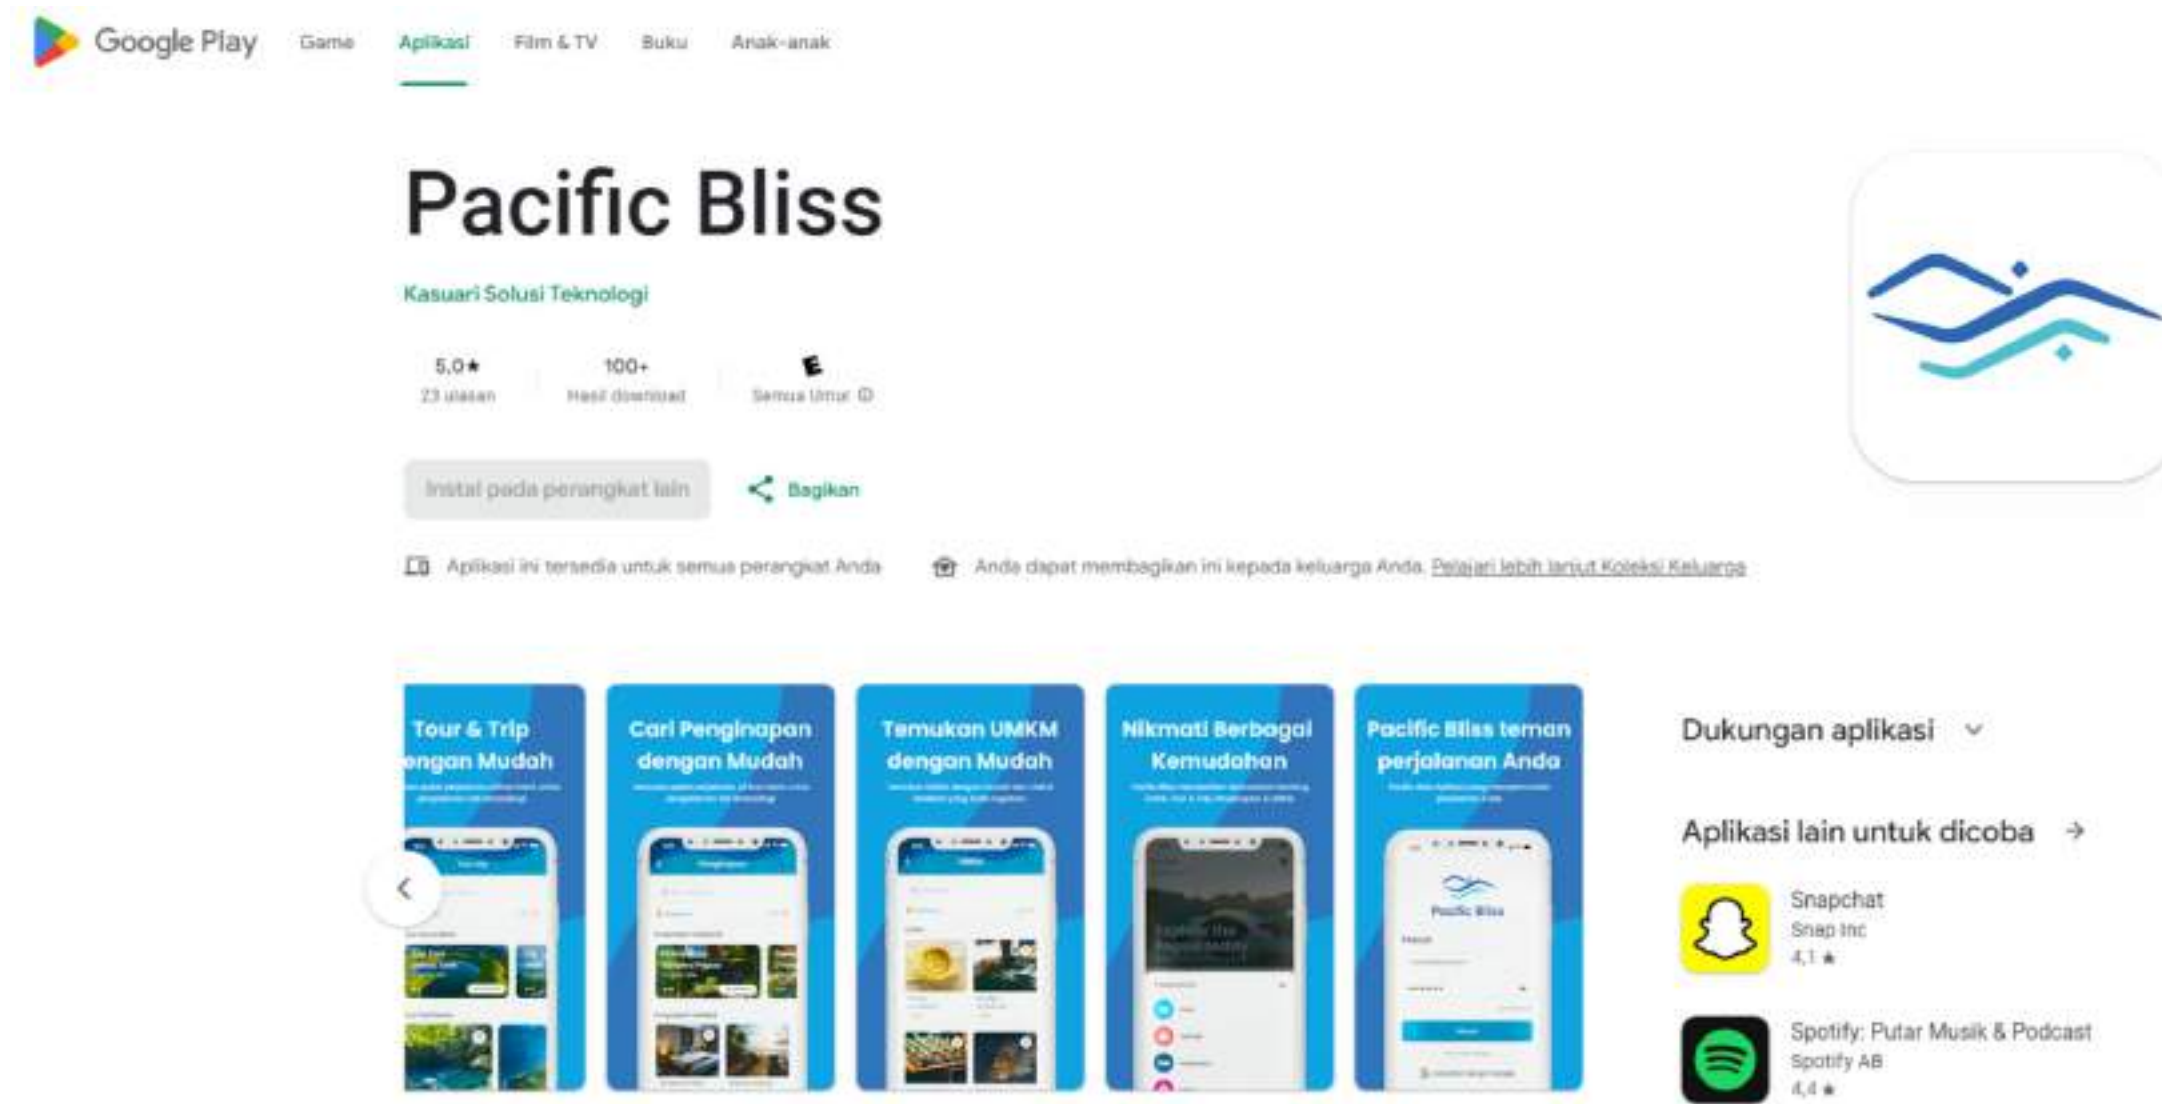 Google Play Game Aplikasi Film & TV Buku Anak-anak
Pacific Bliss
Kasuari Solusi Teknologi
5,0★ 100+ E
23 ulasan Hasil download Semua Umur
Instal pada perangkat lain Bagikan
Aplikasi ini tersedia untuk semua perangkat Anda Anda dapat membagikan ini kepada keluarga Anda. Pelajari lebih lanjut Koleksi Keluarga
Tour & Trip
engan Mudah
Cari Penginapan
dengan Mudah
Penginapan
Temukan UMKM
dengan Mudah
UMKM
Nikmati Berbagai
Kemudahan
Pacific Bliss teman
perjalanan Anda
Pacific Bliss
Masuk
Dukungan aplikasi
Aplikasi lain untuk dicoba
Snapchat
Snap Inc
4,1 ★
Spotify: Putar Musik & Podcast
Spotify AB
4,4 ★